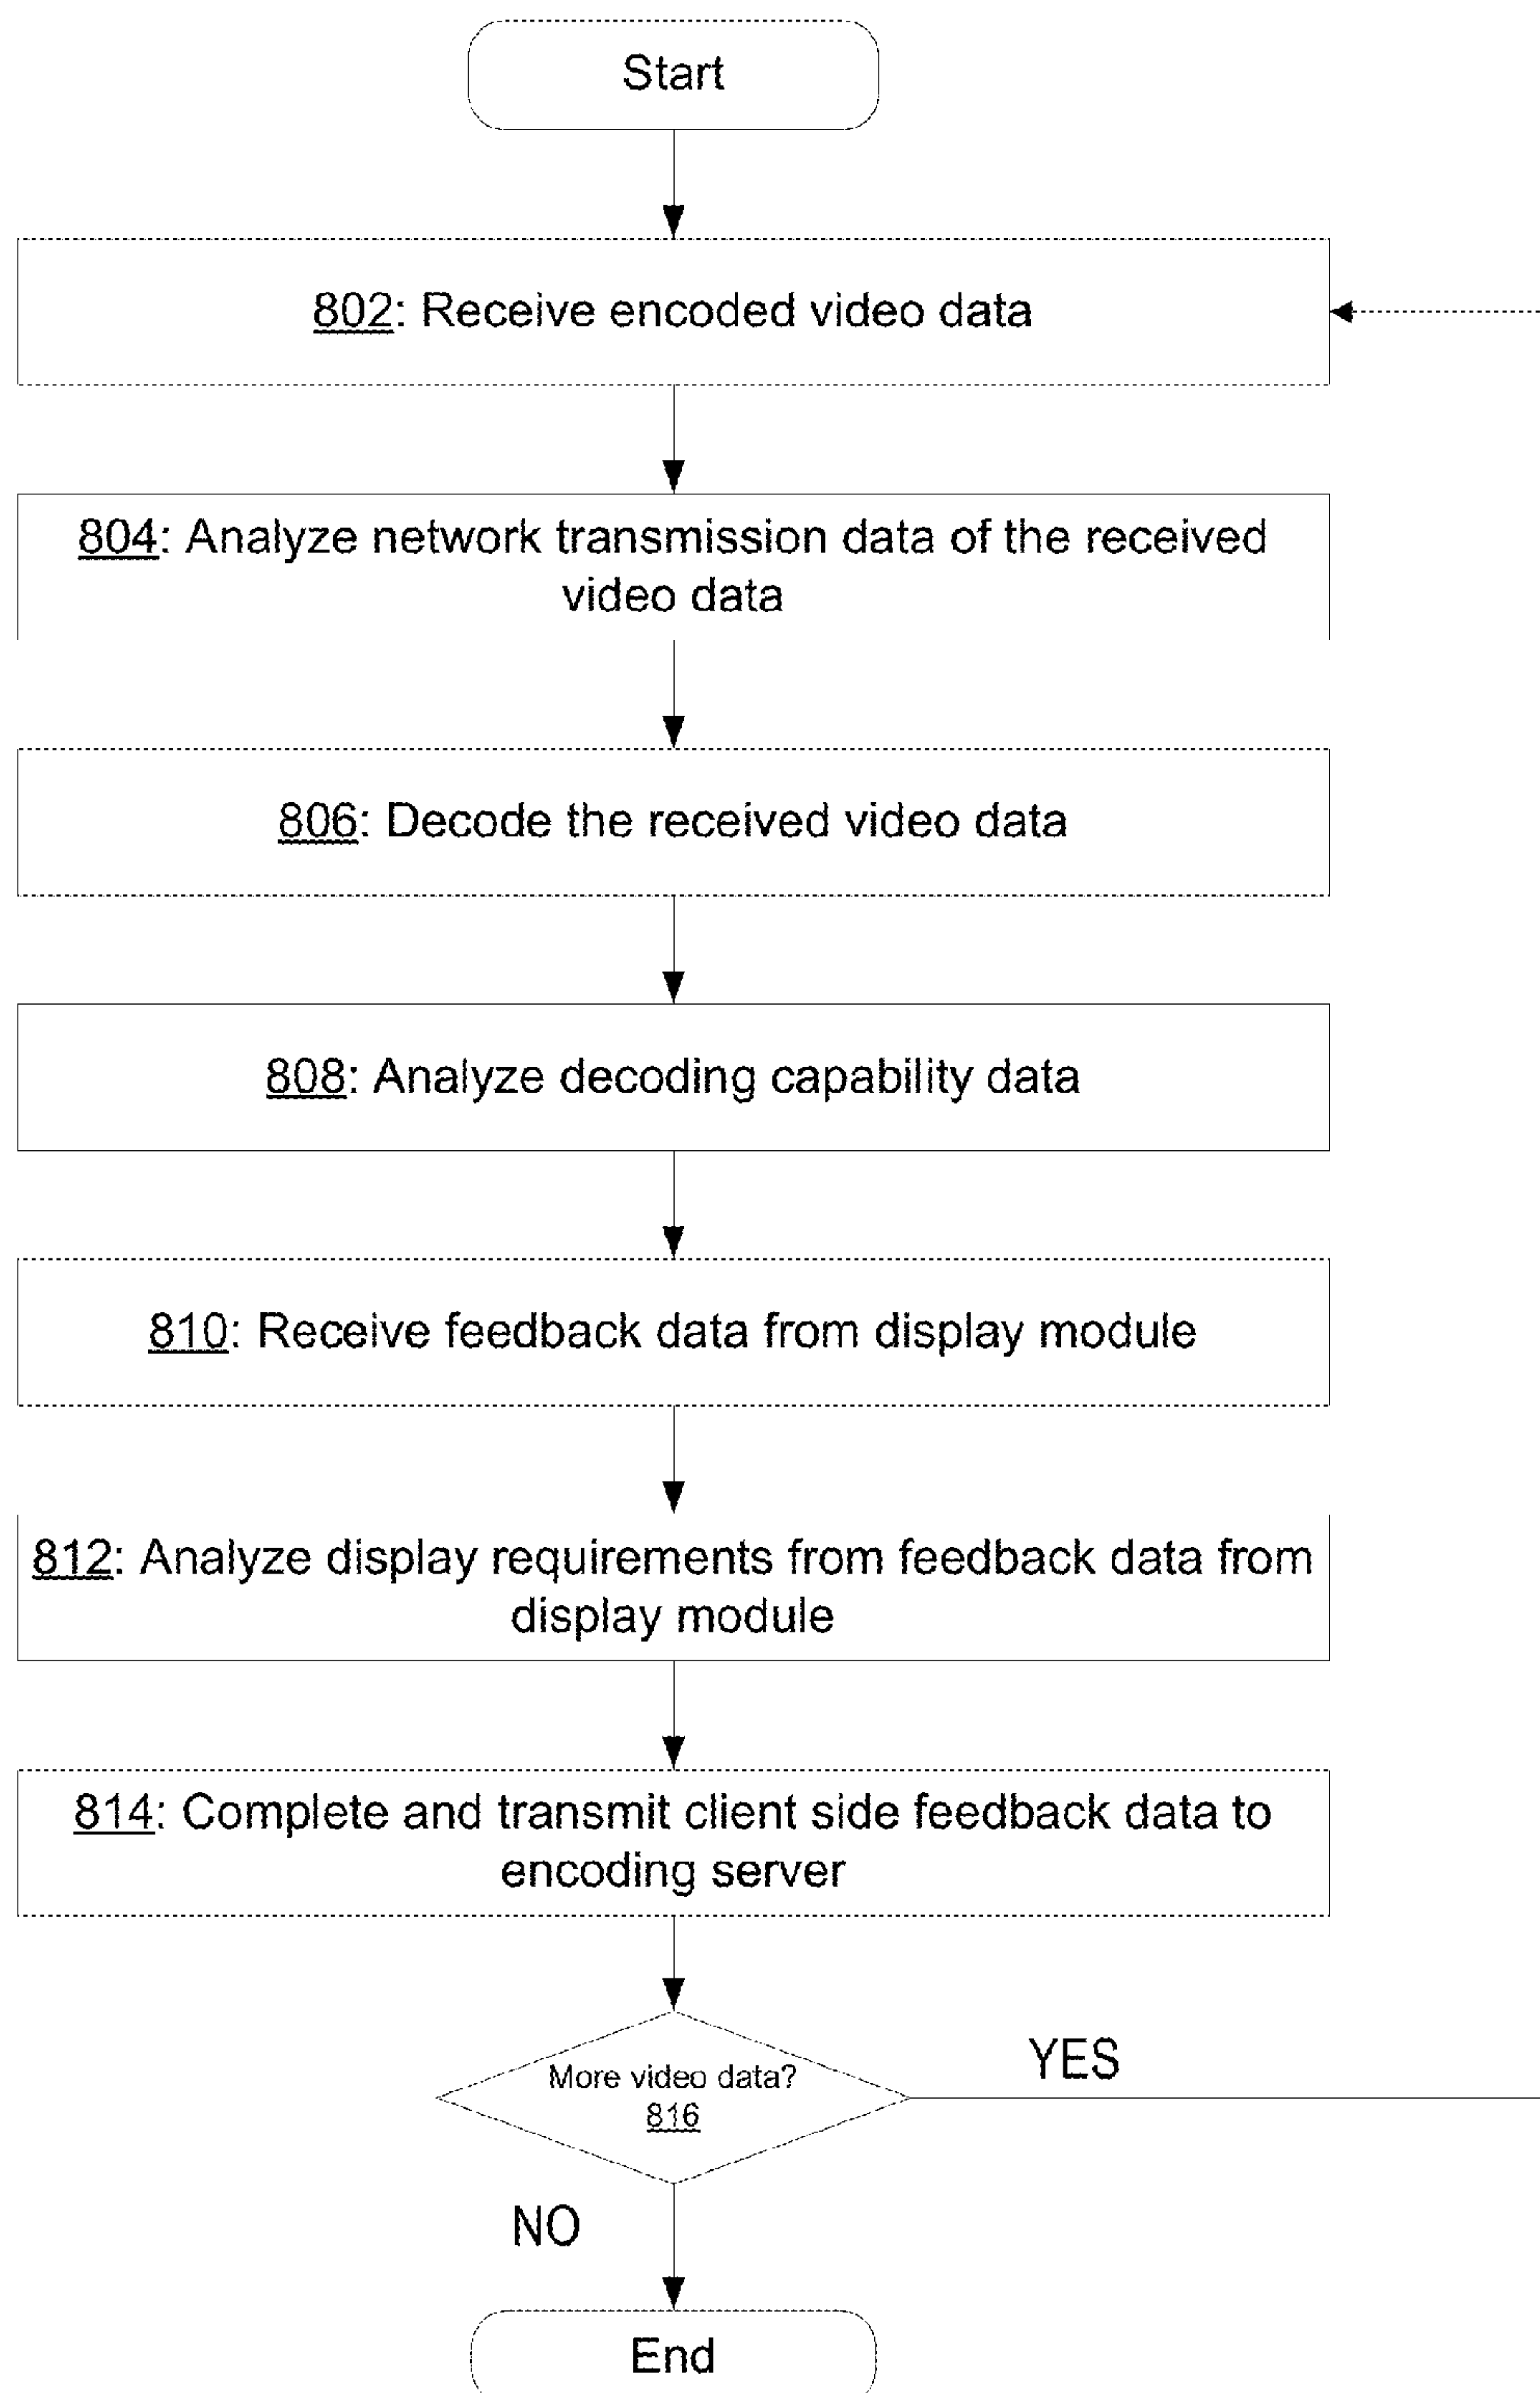 Start
802: Receive encoded video data
804: Analyze network transmission data of the received
video data
806: Decode the received video data
808: Analyze decoding capability data
810: Receive feedback data from display module
812: Analyze display requirements from feedback data from
display module
814: Complete and transmit client side feedback data to
encoding server
More video data?
816
YES
NO
End